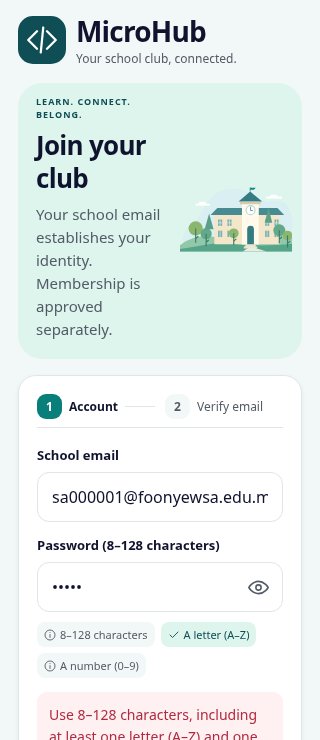 MicroHub
Your school club, connected.
LEARN. CONNECT.
BELONG.
Join your
club
Your school email
establishes your
identity.
Membership is
approved
separately.
1 Account
2 Verify email
School email
sa000001@foonyewsa.edu.m
Password (8–128 characters)
•••••
8–128 characters
A letter (A–Z)
A number (0–9)
Use 8–128 characters, including
at least one letter (A–Z) and one